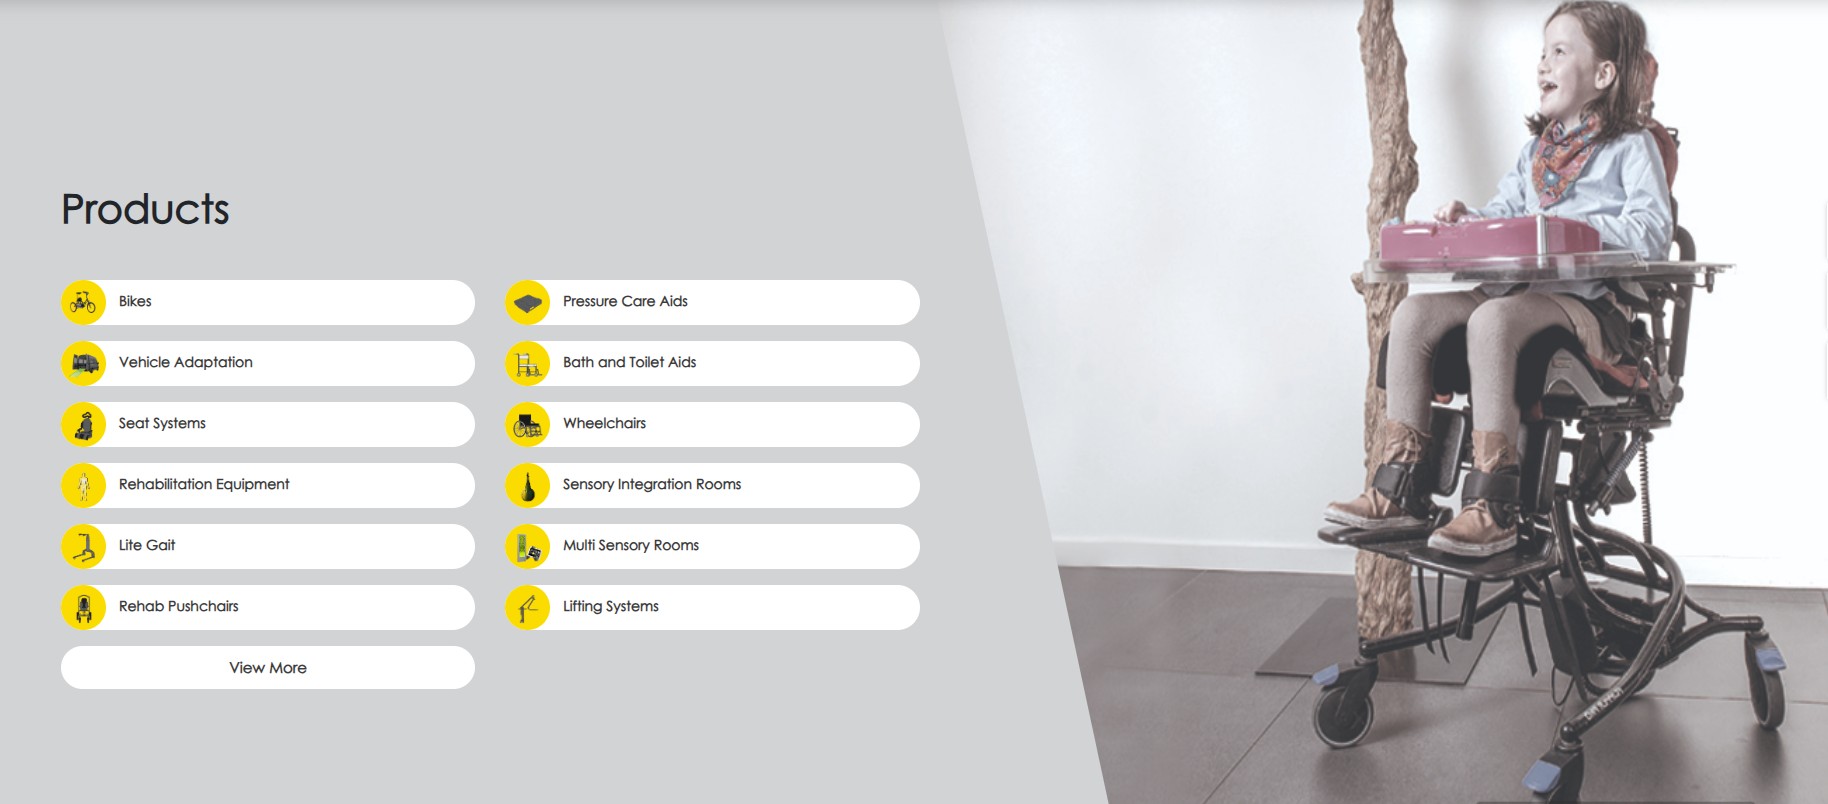 Products
Bikes
Pressure Care Aids
Vehicle Adaptation
Bath and Toilet Aids
Seat Systems
Wheelchairs
Rehabilitation Equipment
Sensory Integration Rooms
Lite Gait
Multi Sensory Rooms
Rehab Pushchairs
Lifting Systems
View More